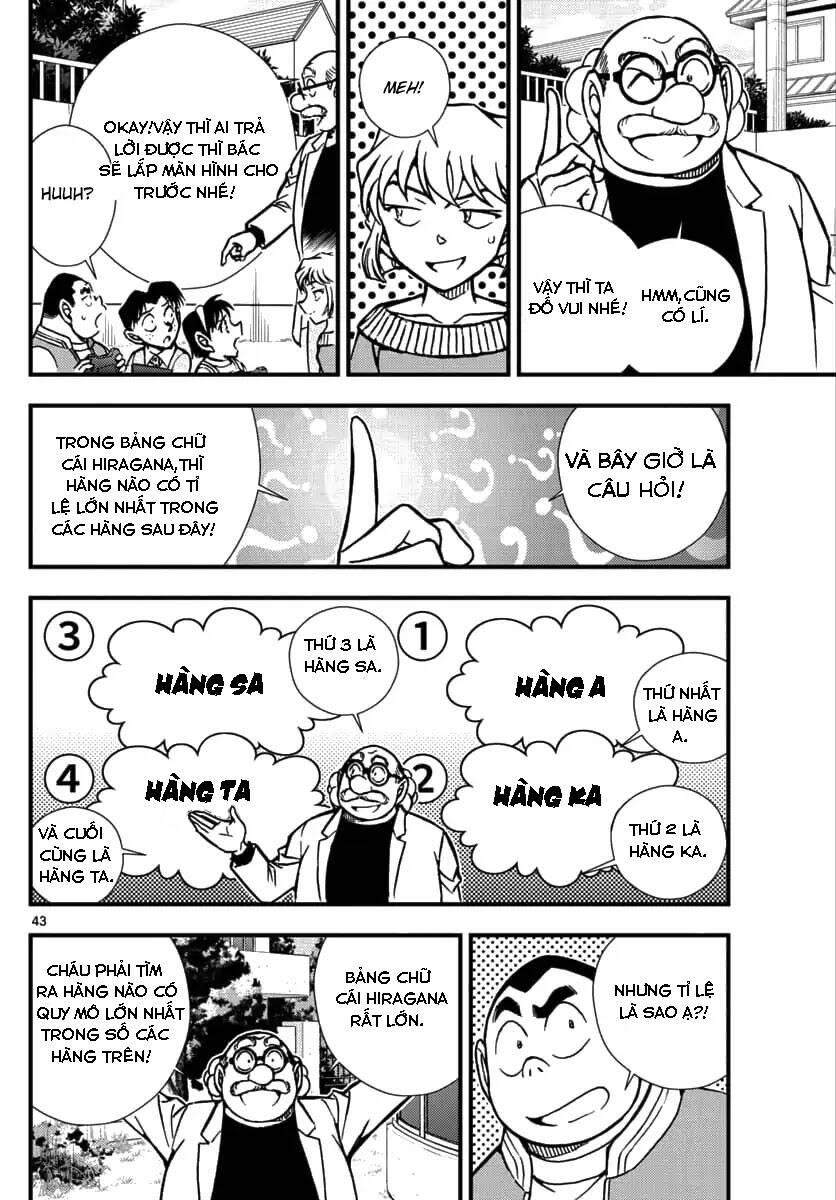 HMM,CŨNG
CÓ LÍ.
VẬY THÌ TA
ĐỐ VUI NHÉ!
MEH!
OKAY!VẬY THÌ AI TRẢ
LỜI ĐƯỢC THÌ BÁC
SẼ LẮP MÀN HÌNH CHO
TRƯỚC NHÉ!
HUUH?
VÀ BÂY GIỜ LÀ
CÂU HỎI!
TRONG BẢNG CHỮ
CÁI HIRAGANA,THÌ
HÀNG NÀO CÓ TỈ
LỆ LỚN NHẤT TRONG
CÁC HÀNG SAU ĐÂY!
1
HÀNG A
THỨ NHẤT
LÀ HÀNG
A.
2
HÀNG KA
THỨ 2 LÀ
HÀNG KA.
3
HÀNG SA
THỨ 3 LÀ
HÀNG SA.
4
HÀNG TA
VÀ CUỐI
CÙNG LÀ
HÀNG TA.
43
NHƯNG TỈ LỆ
LÀ SAO Ạ?!
BẢNG CHỮ
CÁI HIRAGANA
RẤT LỚN.
CHÁU PHẢI TÌM
RA HÀNG NÀO CÓ
QUY MÔ LỚN NHẤT
TRONG SỐ CÁC
HÀNG TRÊN!